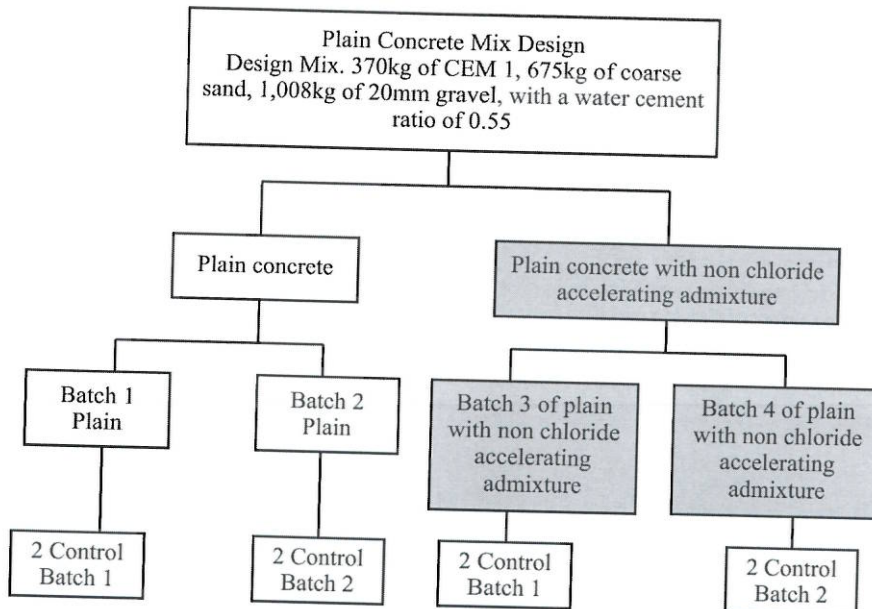 Plain Concrete Mix Design
Design Mix. 370kg of CEM 1, 675kg of coarse
sand, 1,008kg of 20mm gravel, with a water cement
ratio of 0.55
Plain concrete
Plain concrete with non chloride
accelerating admixture
Batch 1
Plain
Batch 2
Plain
Batch 3 of plain
with non chloride
accelerating
admixture
Batch 4 of plain
with non chloride
accelerating
admixture
2 Control
Batch 1
2 Control
Batch 2
2 Control
Batch 1
2 Control
Batch 2